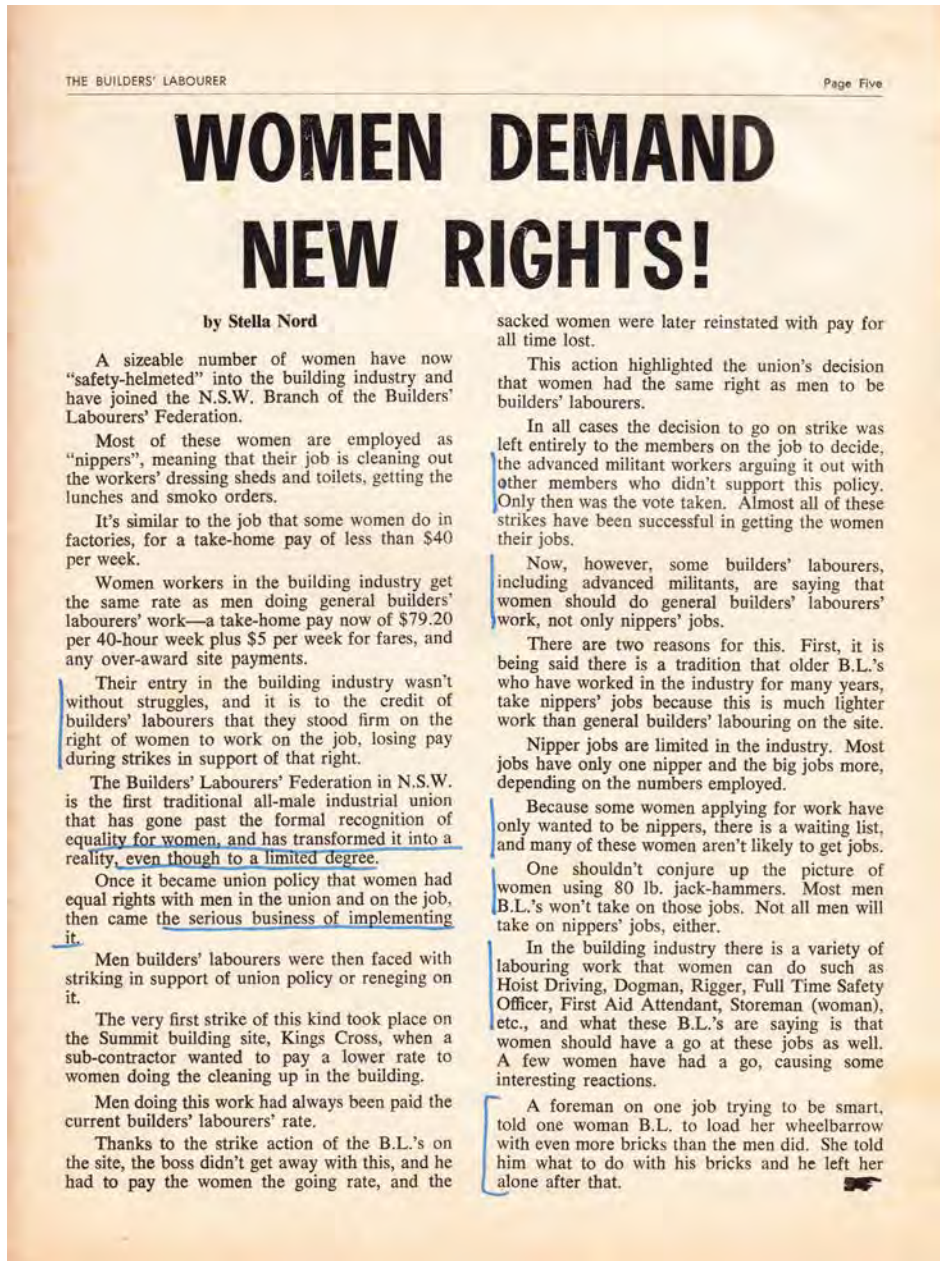 THE BUILDERS' LABOURER
Page Five
WOMEN DEMAND
NEW RIGHTS!
by Stella Nord
A sizeable number of women have now
“safety-helmeted” into the building industry and
have joined the N.S.W. Branch of the Builders'
Labourers' Federation.
Most of these women are employed as
“nippers”, meaning that their job is cleaning out
the workers' dressing sheds and toilets, getting the
lunches and smoko orders.
It's similar to the job that some women do in
factories, for a take-home pay of less than $40
per week.
Women workers in the building industry get
the same rate as men doing general builders'
labourers' work—a take-home pay now of $79.20
per 40-hour week plus $5 per week for fares, and
any over-award site payments.
Their entry in the building industry wasn't
without struggles, and it is to the credit of
builders' labourers that they stood firm on the
right of women to work on the job, losing pay
during strikes in support of that right.
The Builders' Labourers' Federation in N.S.W.
is the first traditional all-male industrial union
that has gone past the formal recognition of
equality for women, and has transformed it into a
reality, even though to a limited degree.
Once it became union policy that women had
equal rights with men in the union and on the job,
then came the serious business of implementing
it.
Men builders' labourers were then faced with
striking in support of union policy or reneging on
it.
The very first strike of this kind took place on
the Summit building site, Kings Cross, when a
sub-contractor wanted to pay a lower rate to
women doing the cleaning up in the building.
Men doing this work had always been paid the
current builders' labourers' rate.
Thanks to the strike action of the B.L.'s on
the site, the boss didn't get away with this, and he
had to pay the women the going rate, and the
sacked women were later reinstated with pay for
all time lost.
This action highlighted the union's decision
that women had the same right as men to be
builders' labourers.
In all cases the decision to go on strike was
left entirely to the members on the job to decide,
the advanced militant workers arguing it out with
other members who didn't support this policy.
Only then was the vote taken. Almost all of these
strikes have been successful in getting the women
their jobs.
Now, however, some builders' labourers,
including advanced militants, are saying that
women should do general builders' labourers'
work, not only nippers' jobs.
There are two reasons for this. First, it is
being said there is a tradition that older B.L.'s
who have worked in the industry for many years,
take nippers' jobs because this is much lighter
work than general builders' labouring on the site.
Nipper jobs are limited in the industry. Most
jobs have only one nipper and the big jobs more,
depending on the numbers employed.
Because some women applying for work have
only wanted to be nippers, there is a waiting list,
and many of these women aren't likely to get jobs.
One shouldn't conjure up the picture of
women using 80 lb. jack-hammers. Most men
B.L.'s won't take on those jobs. Not all men will
take on nippers' jobs, either.
In the building industry there is a variety of
labouring work that women can do such as
Hoist Driving, Dogman, Rigger, Full Time Safety
Officer, First Aid Attendant, Storeman (woman),
etc., and what these B.L.'s are saying is that
women should have a go at these jobs as well.
A few women have had a go, causing some
interesting reactions.
A foreman on one job trying to be smart,
told one woman B.L. to load her wheelbarrow
with even more bricks than the men did. She told
him what to do with his bricks and he left her
alone after that.